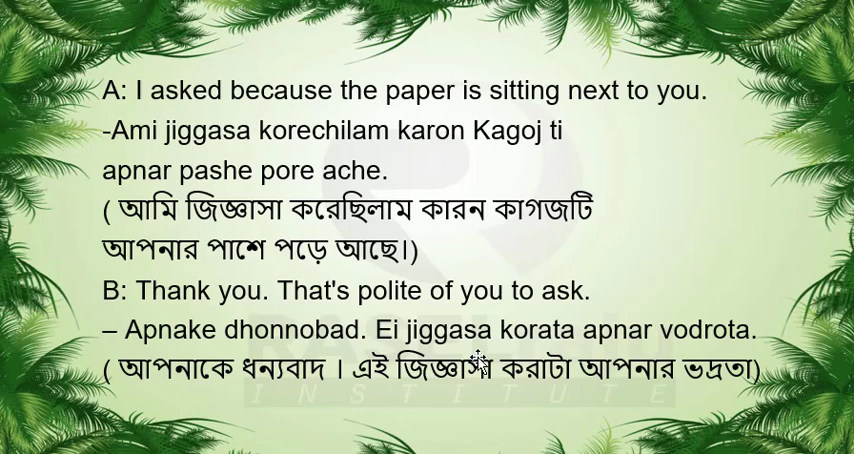 A: I asked because the paper is sitting next to you.
-Ami jiggasa korechilam karon Kagoj ti
apnar pashe pore ache.
( আমি জিজ্ঞাসা করেছিলাম কারন কাগজটি
আপনার পাশে পড়ে আছে।)
B: Thank you. That's polite of you to ask.
– Apnake dhonnobad. Ei jiggasa korata apnar vodrota.
( আপনাকে ধন্যবাদ । এই জিজ্ঞাসা করাটা আপনার ভদ্রতা)
INSTITUTE